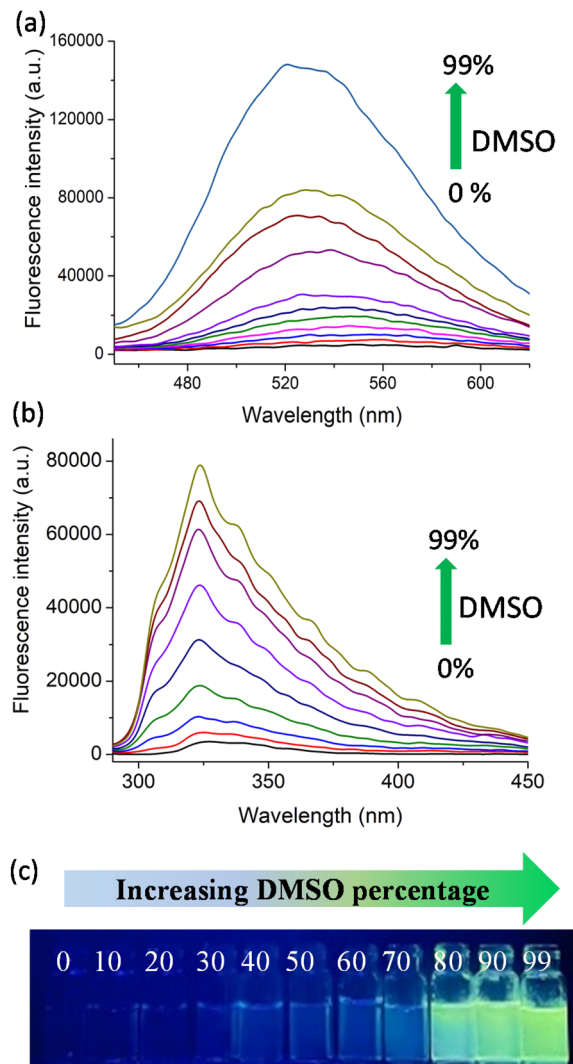 (a)
160000
120000
80000
40000
0
Fluorescence intensity (a.u.)
99%
DMSO
0 %
480 520 560 600
Wavelength (nm)
(b)
80000
60000
40000
20000
0
Fluorescence intensity (a.u.)
99%
DMSO
0%
300 350 400 450
Wavelength (nm)
(c)
Increasing DMSO percentage
0 10 20 30 40 50 60 70 80 90 99